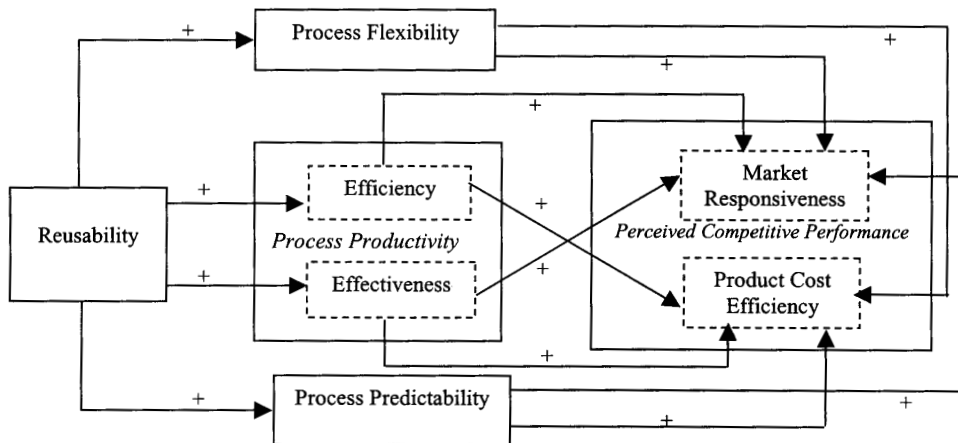 +
Process Flexibility
+
+
+
Efficiency
+
Market
Responsiveness
+
Reusability
Process Productivity
Perceived Competitive Performance
+
Effectiveness
+
Product Cost
Efficiency
+
Process Predictability
+
+
+